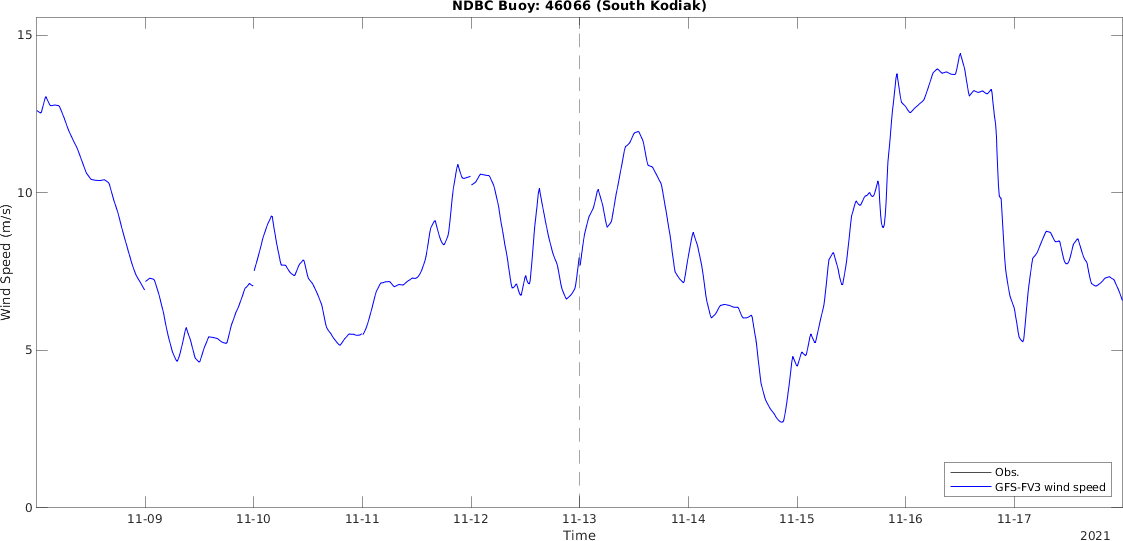 NDBC Buoy: 46066 (South Kodiak)
15
10
5
0
Wind Speed (m/s)
11-09
11-10
11-11
11-12
11-13
11-14
11-15
11-16
11-17
Time
2021
Obs.
GFS-FV3 wind speed